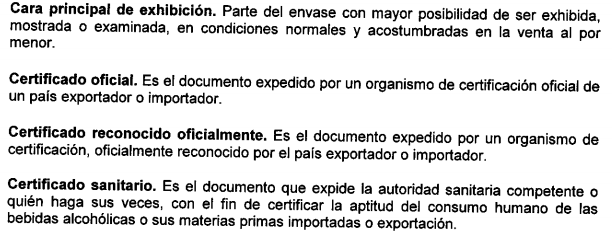 Cara principal de exhibición. Parte del envase con mayor posibilidad de ser exhibida,
mostrada o examinada, en condiciones normales y acostumbradas en la venta al por
menor.
Certificado oficial. Es el documento expedido por un organismo de certificación oficial de
un país exportador o importador.
Certificado reconocido oficialmente. Es el documento expedido por un organismo de
certificación, oficialmente reconocido por el país exportador o importador.
Certificado sanitario. Es el documento que expide la autoridad sanitaria competente o
quién haga sus veces, con el fin de certificar la aptitud del consumo humano de las
bebidas alcohólicas o sus materias primas importadas o exportación.